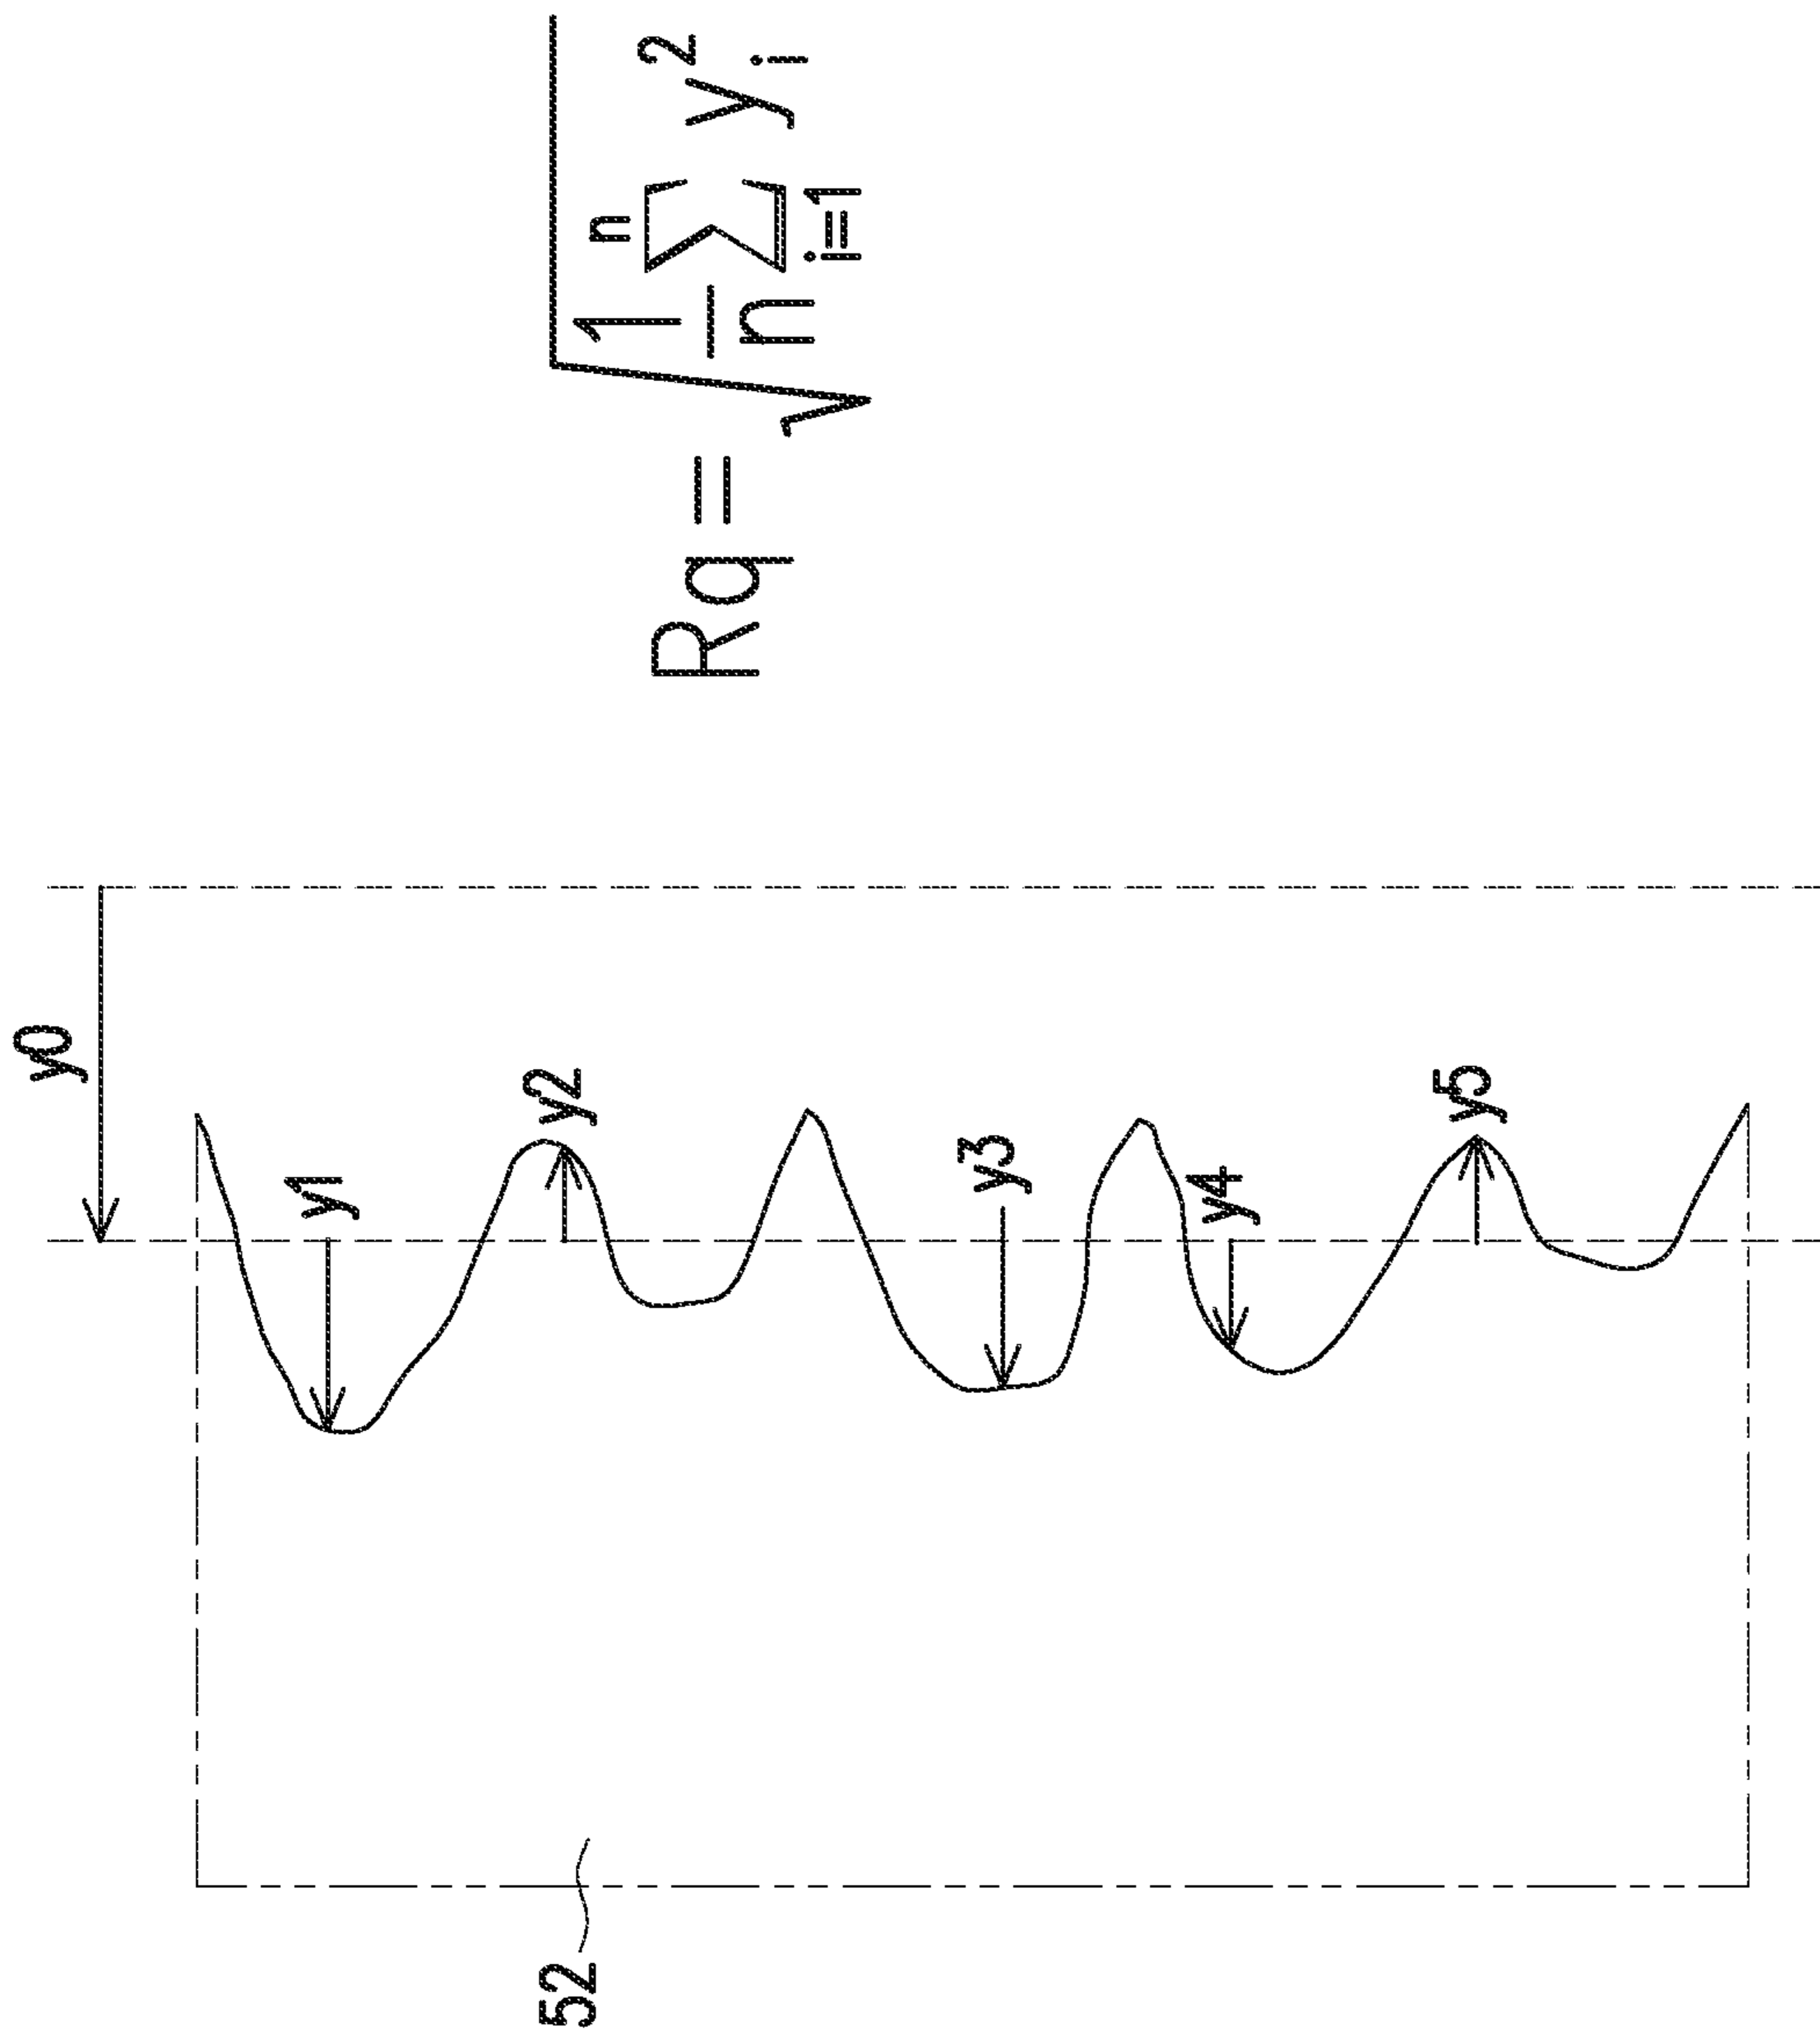 y0
y1
y2
52
y3
y4
y5
Rq = √(1/n ∑_{i=1}^{n} y_i^2)